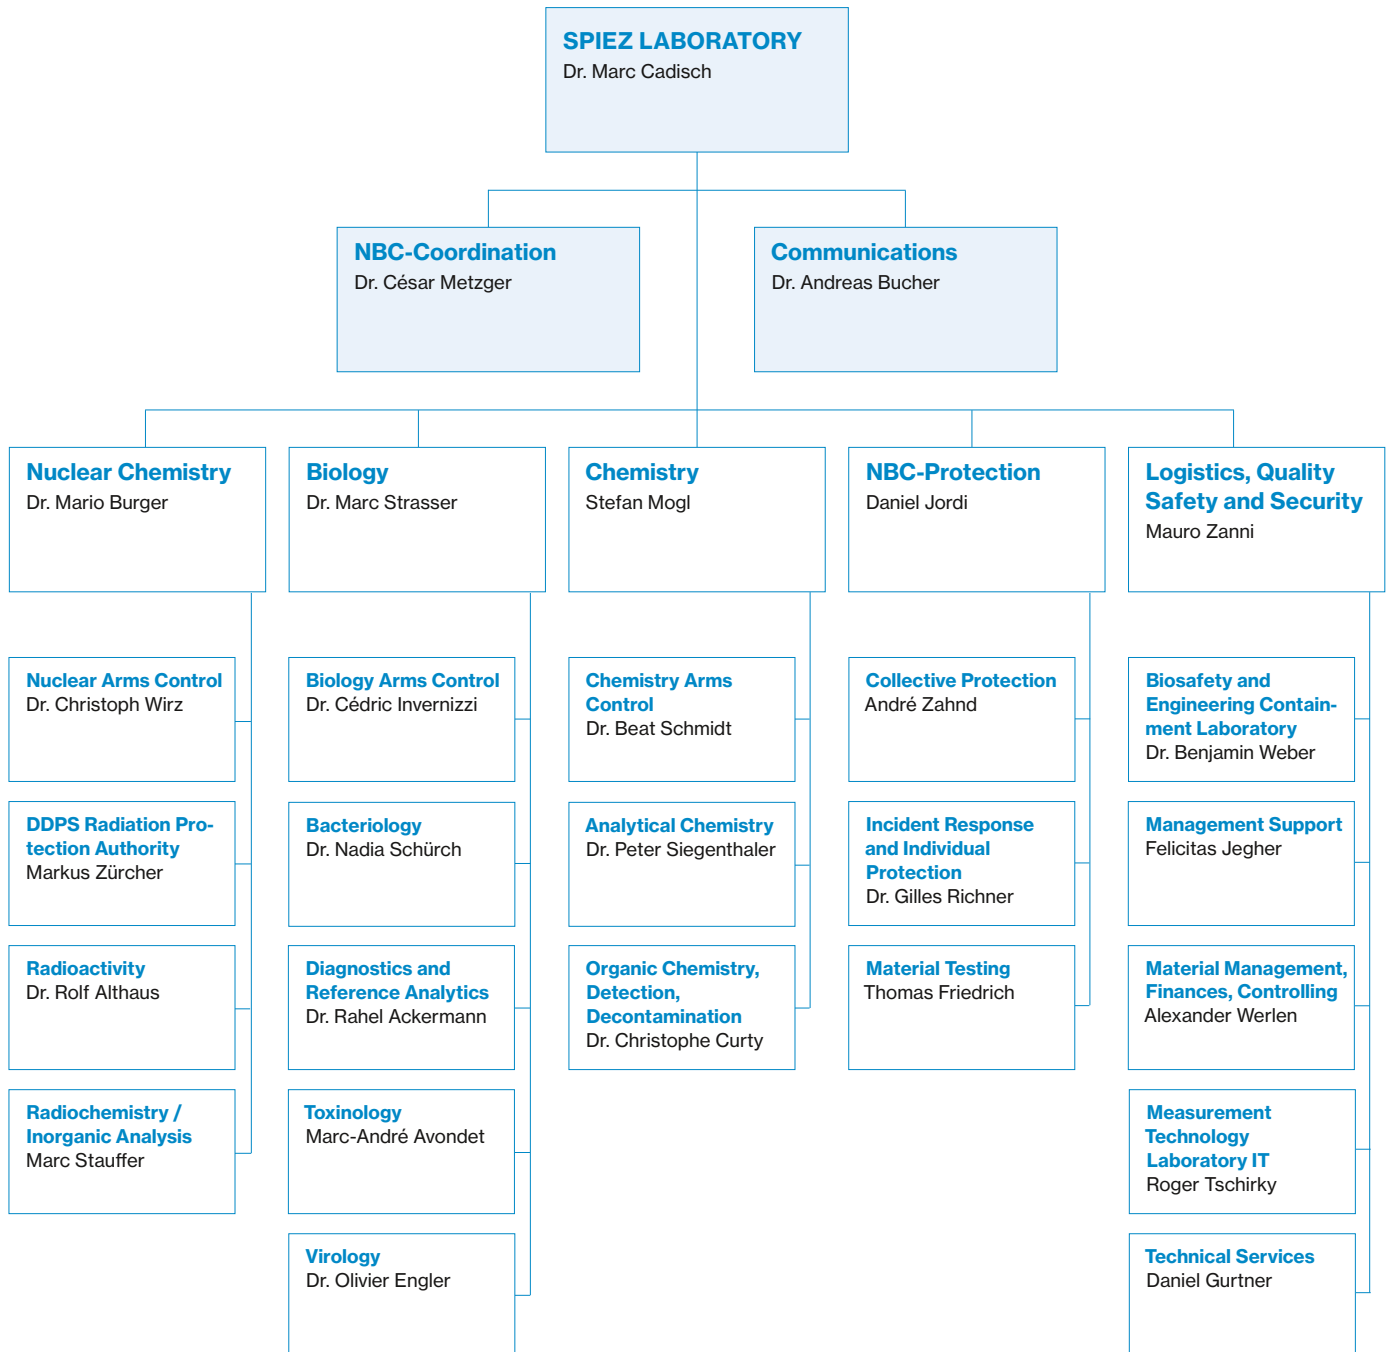 SPIEZ LABORATORY
Dr. Marc Cadisch
NBC-Coordination
Dr. César Metzger
Communications
Dr. Andreas Bucher
Nuclear Chemistry
Dr. Mario Burger
Biology
Dr. Marc Strasser
Chemistry
Stefan Mogl
NBC-Protection
Daniel Jordi
Logistics, Quality
Safety and Security
Mauro Zanni
Nuclear Arms Control
Dr. Christoph Wirz
DDPS Radiation Pro-
tection Authority
Markus Zürcher
Radioactivity
Dr. Rolf Althaus
Radiochemistry /
Inorganic Analysis
Marc Stauffer
Biology Arms Control
Dr. Cédric Invernizzi
Bacteriology
Dr. Nadia Schürch
Diagnostics and
Reference Analytics
Dr. Rahel Ackermann
Toxinology
Marc-André Avondet
Virology
Dr. Olivier Engler
Chemistry Arms
Control
Dr. Beat Schmidt
Analytical Chemistry
Dr. Peter Siegenthaler
Organic Chemistry,
Detection,
Decontamination
Dr. Christophe Curty
Collective Protection
André Zahnd
Incident Response
and Individual
Protection
Dr. Gilles Richner
Material Testing
Thomas Friedrich
Biosafety and
Engineering Contain-
ment Laboratory
Dr. Benjamin Weber
Management Support
Felicitas Jegher
Material Management,
Finances, Controlling
Alexander Werlen
Measurement
Technology
Laboratory IT
Roger Tschirky
Technical Services
Daniel Gurtner